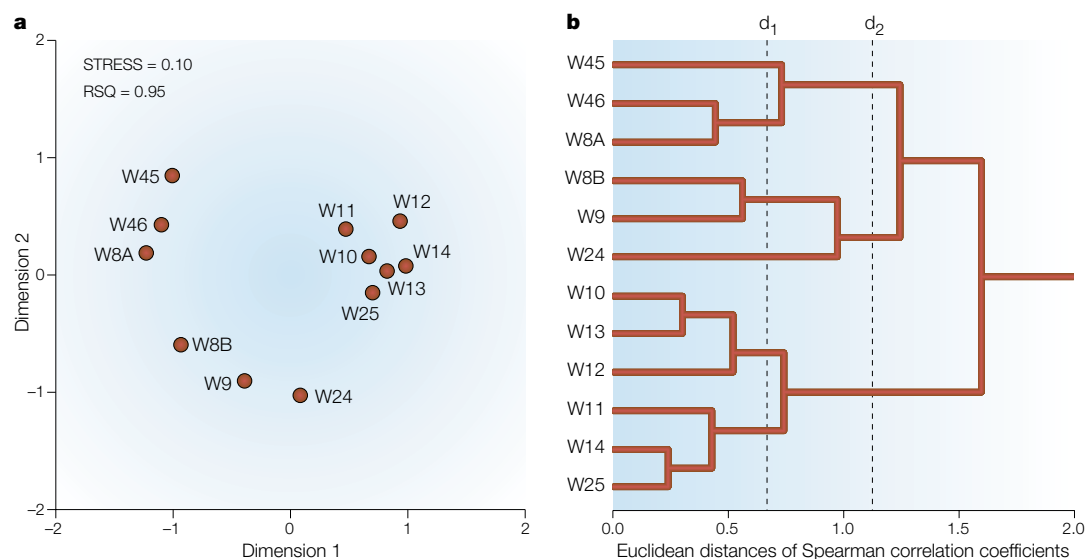 a
2
STRESS = 0.10
RSQ = 0.95
1
W45
W12
W46
W11
W8A
W10
W14
0
W13
W25
Dimension 2
W8B
W9
W24
−1
−2
−2 −1 0 1 2
Dimension 1
b
d1 d2
W45
W46
W8A
W8B
W9
W24
W10
W13
W12
W11
W14
W25
0.0 0.5 1.0 1.5 2.0
Euclidean distances of Spearman correlation coefficients